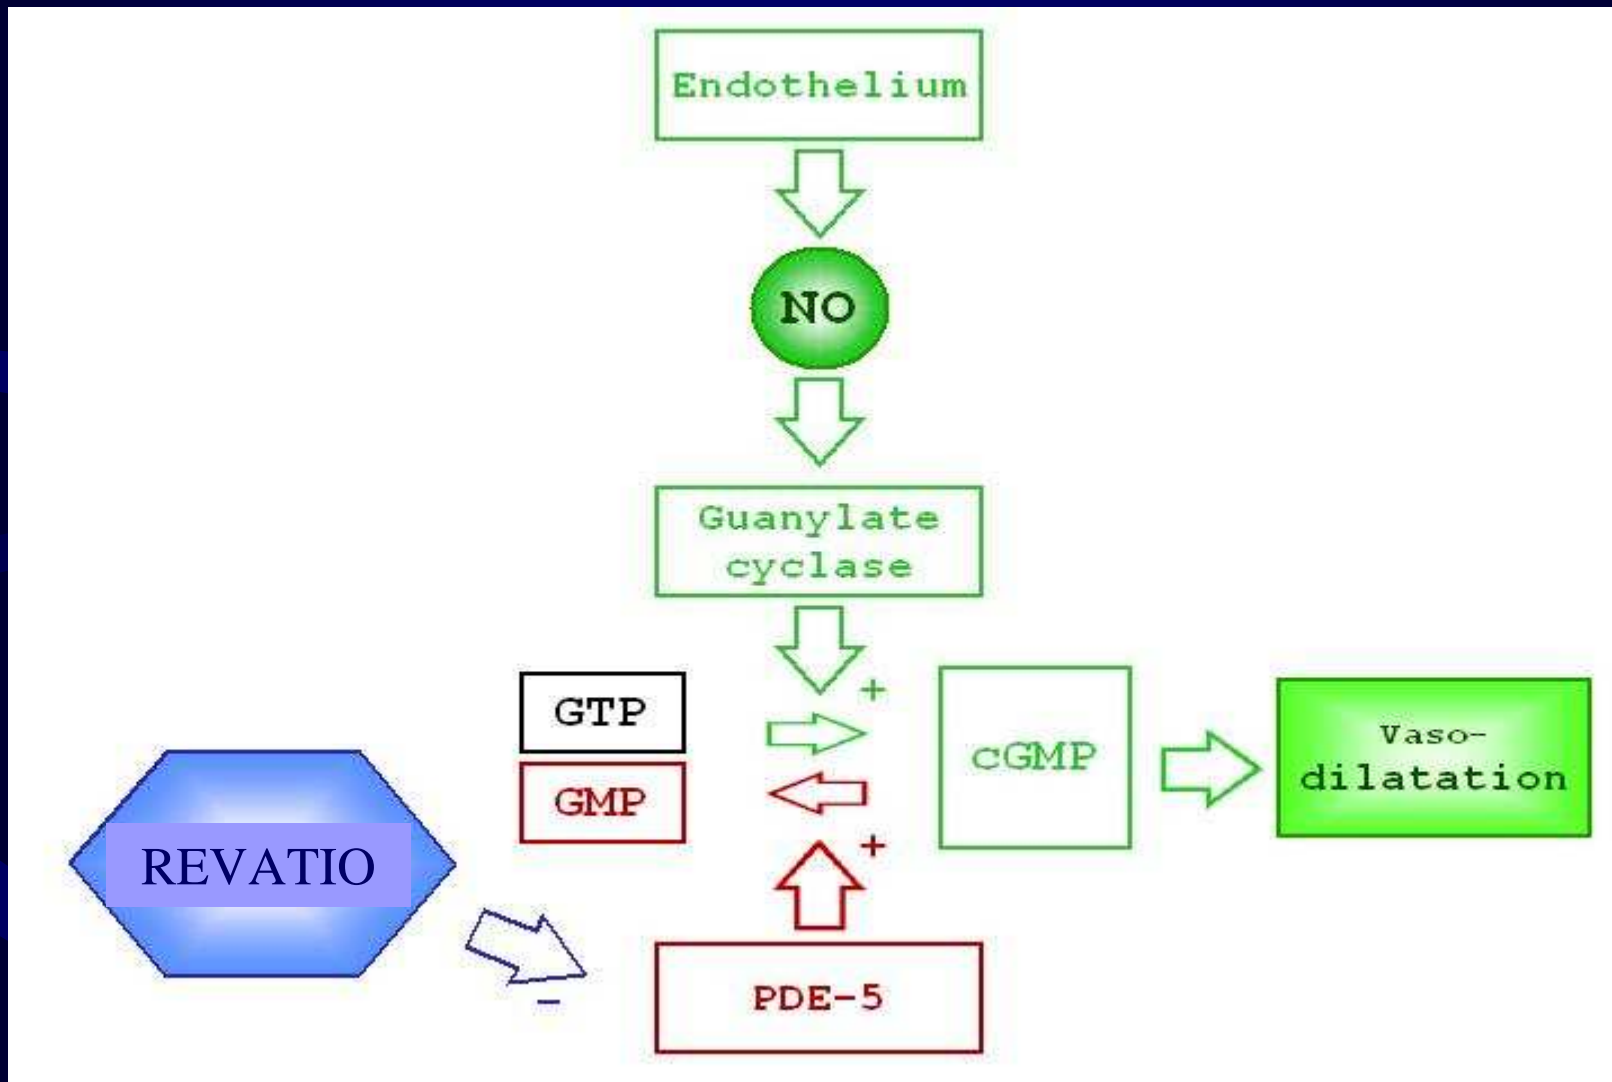 Endothelium
NO
Guanylate
cyclase
+
GTP
GMP
cGMP
Vaso-
dilatation
+
REVATIO
-
PDE-5